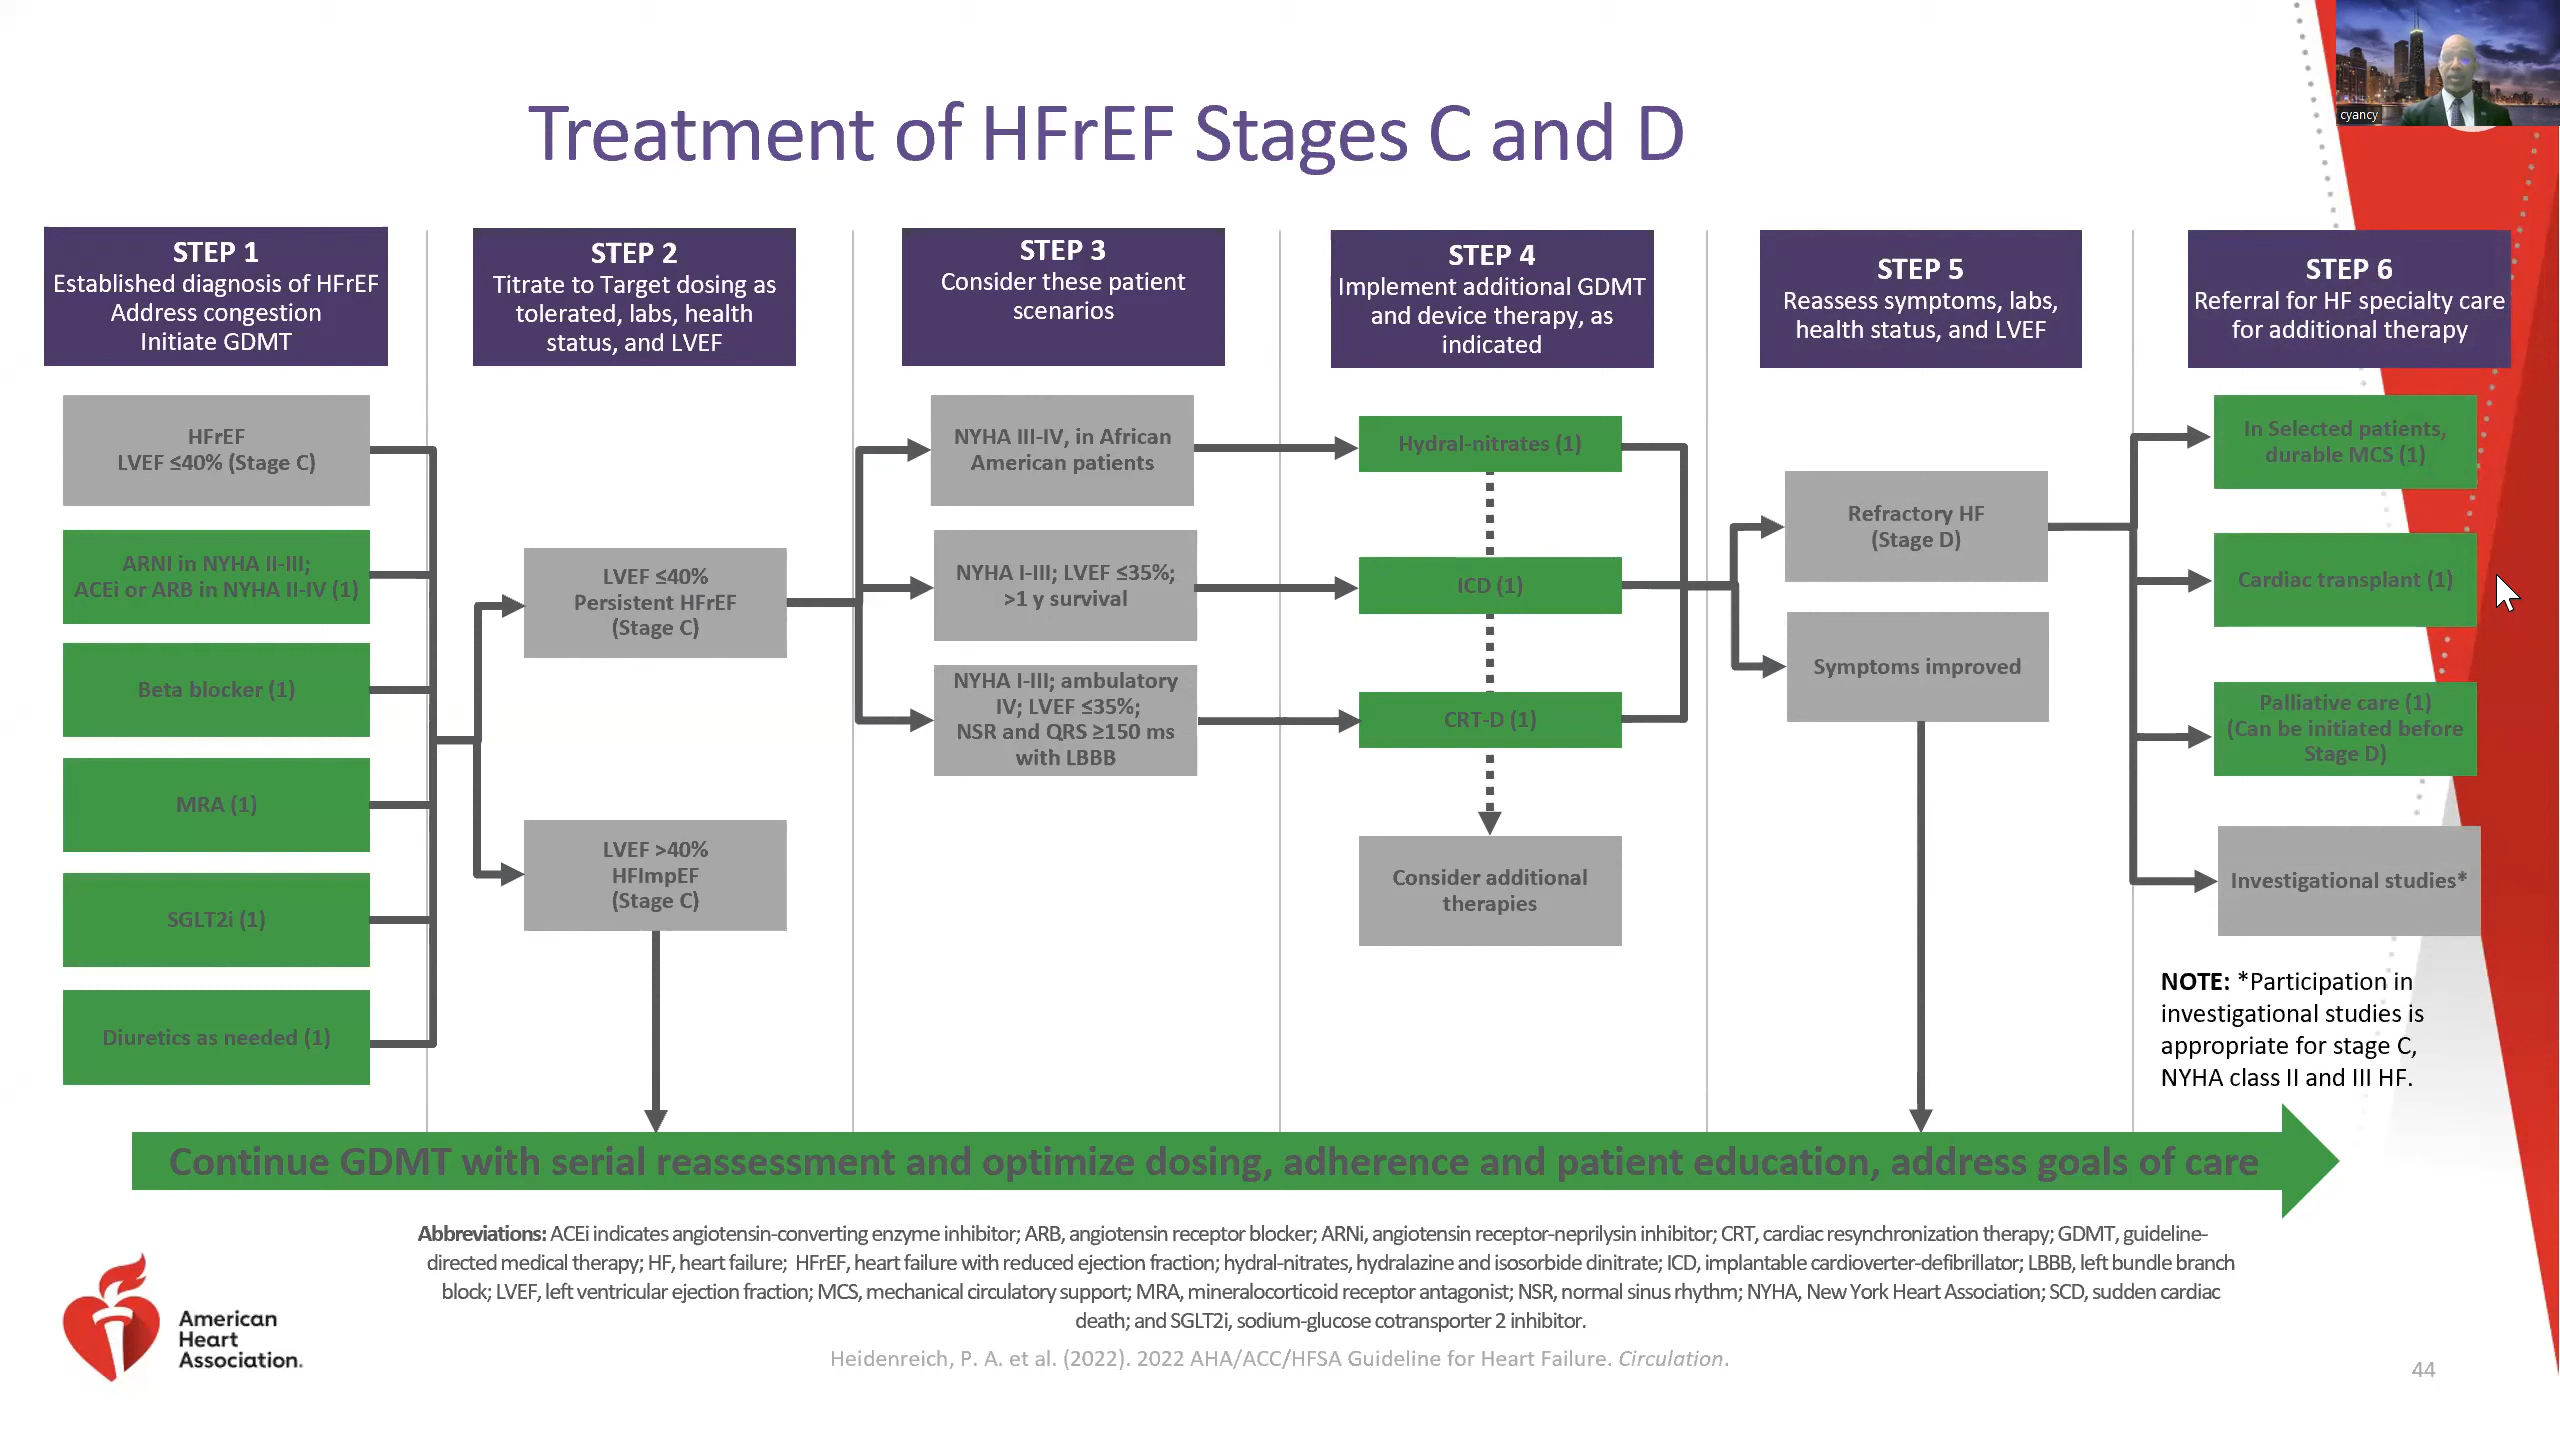 cyancy
Treatment of HFrEF Stages C and D
STEP 1
Established diagnosis of HFrEF
Address congestion
Initiate GDMT
STEP 2
Titrate to Target dosing as
tolerated, labs, health
status, and LVEF
STEP 3
Consider these patient
scenarios
STEP 4
Implement additional GDMT
and device therapy, as
indicated
STEP 5
Reassess symptoms, labs,
health status, and LVEF
STEP 6
Referral for HF specialty care
for additional therapy
HFrEF
LVEF ≤40% (Stage C)
ARNI in NYHA II-III;
ACEi or ARB in NYHA II-IV (1)
Beta blocker (1)
MRA (1)
SGLT2i (1)
Diuretics as needed (1)
LVEF ≤40%
Persistent HFrEF
(Stage C)
LVEF >40%
HFImpEF
(Stage C)
NYHA III-IV, in African
American patients
NYHA I-III; LVEF ≤35%;
>1 y survival
NYHA I-III; ambulatory
IV; LVEF ≤35%;
NSR and QRS ≥150 ms
with LBBB
Hydral-nitrates (1)
ICD (1)
CRT-D (1)
Consider additional
therapies
Refractory HF
(Stage D)
Symptoms improved
In Selected patients,
durable MCS (1)
Cardiac transplant (1)
Palliative care (1)
(Can be initiated before
Stage D)
Investigational studies*
NOTE: *Participation in
investigational studies is
appropriate for stage C,
NYHA class II and III HF.
Continue GDMT with serial reassessment and optimize dosing, adherence and patient education, address goals of care
Abbreviations: ACEi indicates angiotensin-converting enzyme inhibitor; ARB, angiotensin receptor blocker; ARNi, angiotensin receptor-neprilysin inhibitor; CRT, cardiac resynchronization therapy; GDMT, guideline-
directed medical therapy; HF, heart failure; HFrEF, heart failure with reduced ejection fraction; hydral-nitrates, hydralazine and isosorbide dinitrate; ICD, implantable cardioverter-defibrillator; LBBB, left bundle branch
block; LVEF, left ventricular ejection fraction; MCS, mechanical circulatory support; MRA, mineralocorticoid receptor antagonist; NSR, normal sinus rhythm; NYHA, New York Heart Association; SCD, sudden cardiac
death; and SGLT2i, sodium-glucose cotransporter 2 inhibitor.
American
Heart
Association.
Heidenreich, P. A. et al. (2022). 2022 AHA/ACC/HFSA Guideline for Heart Failure. Circulation.
44